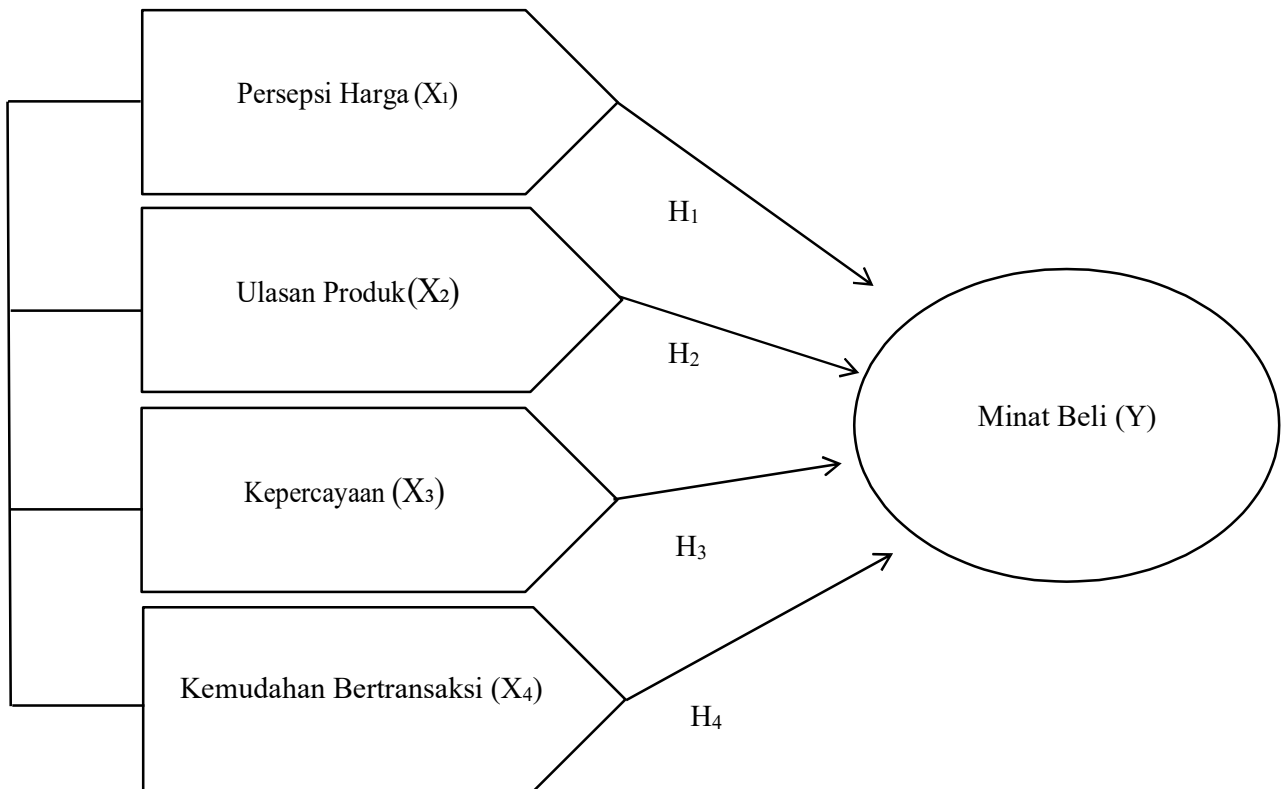 Persepsi Harga (X₁)
H₁
Ulasan Produk(X₂)
H₂
Minat Beli (Y)
Kepercayaan (X₃)
H₃
Kemudahan Bertransaksi (X₄)
H₄